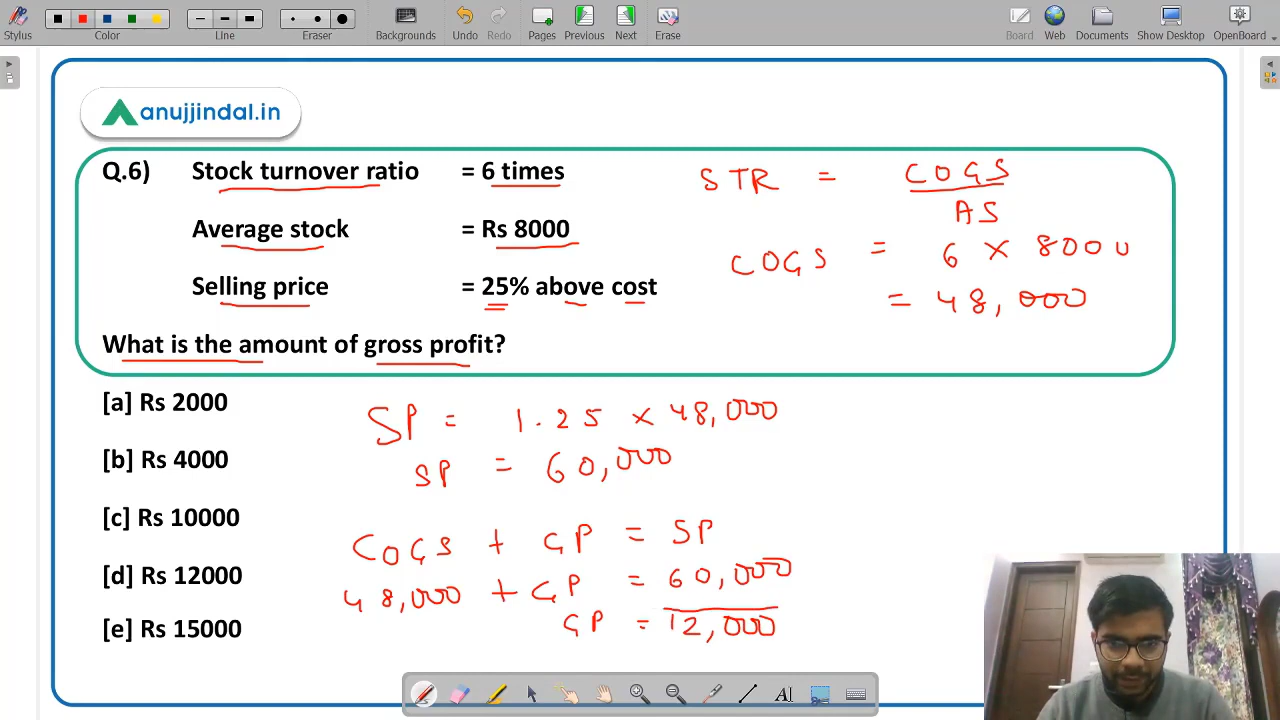 Stylus Color Line Eraser Backgrounds Undo Redo Pages Previous Next Erase Board Web Documents Show Desktop OpenBoard
anujjindal.in
Q.6) Stock turnover ratio = 6 times
Average stock = Rs 8000
Selling price = 25% above cost
What is the amount of gross profit?
STR = COGS
AS
COGS = 6 × 8000
= 48,000
[a] Rs 2000
[b] Rs 4000
[c] Rs 10000
[d] Rs 12000
[e] Rs 15000
SP = 1.25 × 48,000
SP = 60,000
COGS + GP = SP
48,000 + GP = 60,000
GP = 12,000